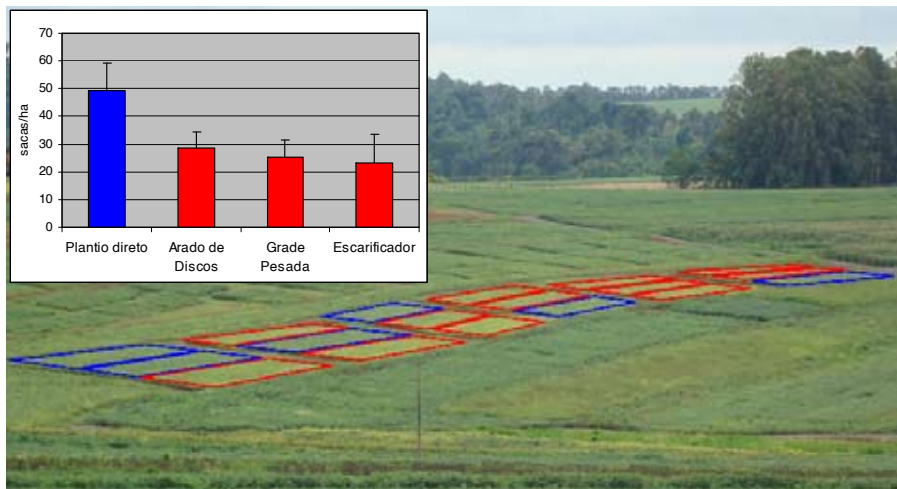 70
60
50
40
30
20
10
0
sacas/ha
Plantio direto
Arado de
Discos
Grade
Pesada
Escarificador